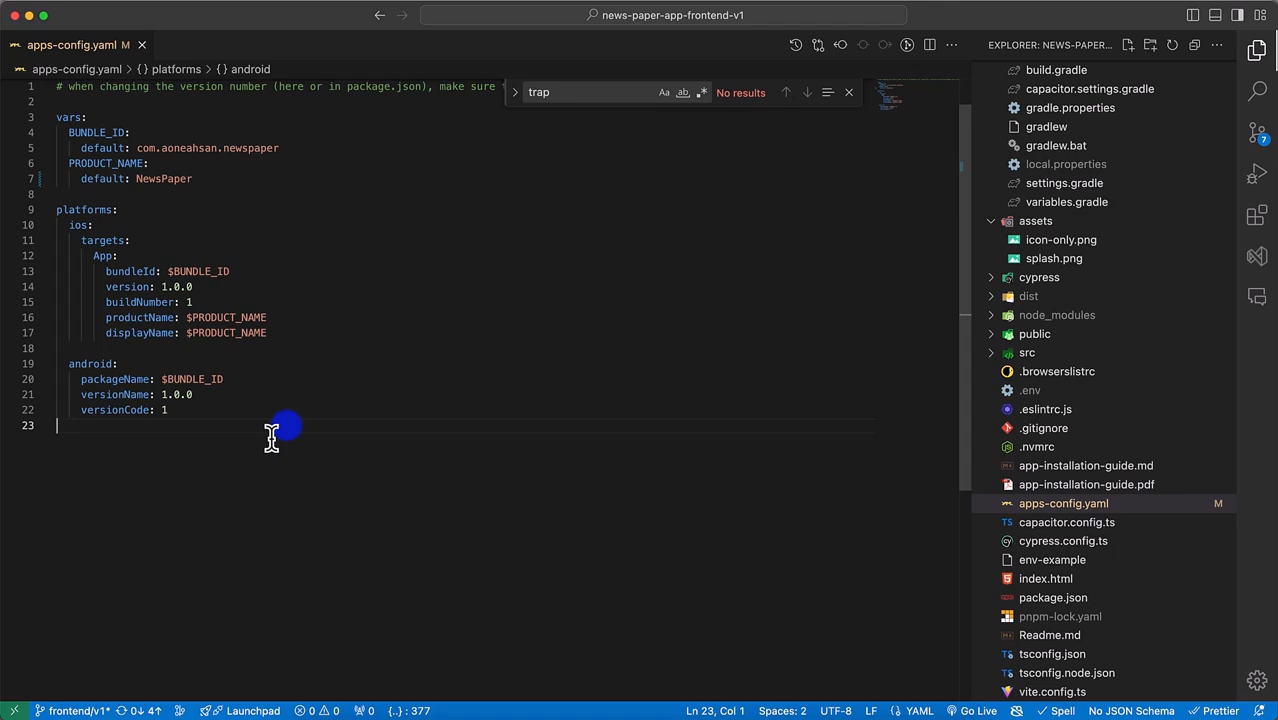 news-paper-app-frontend-v1
apps-config.yaml M
EXPLORER: NEWS-PAPER...
apps-config.yaml > {} platforms > {} android
trap
Aa ab .* No results
1 # when changing the version number (here or in package.json), make sure
2
3 vars:
4 BUNDLE_ID:
5 default: com.aoneahsan.newspaper
6 PRODUCT_NAME:
7 default: NewsPaper
8
9 platforms:
10 ios:
11 targets:
12 App:
13 bundleId: $BUNDLE_ID
14 version: 1.0.0
15 buildNumber: 1
16 productName: $PRODUCT_NAME
17 displayName: $PRODUCT_NAME
18
19 android:
20 packageName: $BUNDLE_ID
21 versionName: 1.0.0
22 versionCode: 1
23
build.gradle
capacitor.settings.gradle
gradle.properties
gradlew
gradlew.bat
local.properties
settings.gradle
variables.gradle
assets
icon-only.png
splash.png
cypress
dist
node_modules
public
src
.browserslistrc
.env
.eslintrc.js
.gitignore
.nvmrc
app-installation-guide.md
app-installation-guide.pdf
apps-config.yaml M
capacitor.config.ts
cypress.config.ts
env-example
index.html
package.json
pnpm-lock.yaml
Readme.md
tsconfig.json
tsconfig.node.json
vite.config.ts
7
frontend/v1* 0↓ 4↑ Launchpad 0 0 0 {..} : 377 Ln 23, Col 1 Spaces: 2 UTF-8 LF YAML Go Live No JSON Schema Spell Prettier